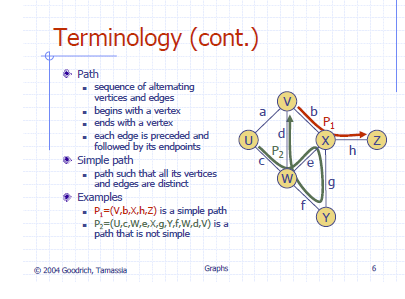 Terminology (cont.)
Path
sequence of alternating
vertices and edges
begins with a vertex
ends with a vertex
each edge is preceded and
followed by its endpoints
Simple path
path such that all its vertices
and edges are distinct
Examples
P1=(V,b,X,h,Z) is a simple path
P2=(U,c,W,e,X,g,Y,f,W,d,V) is a
path that is not simple
V
a
b
P1
d
U
X
Z
P2
h
c
e
W
g
f
Y
© 2004 Goodrich, Tamassia
Graphs
6